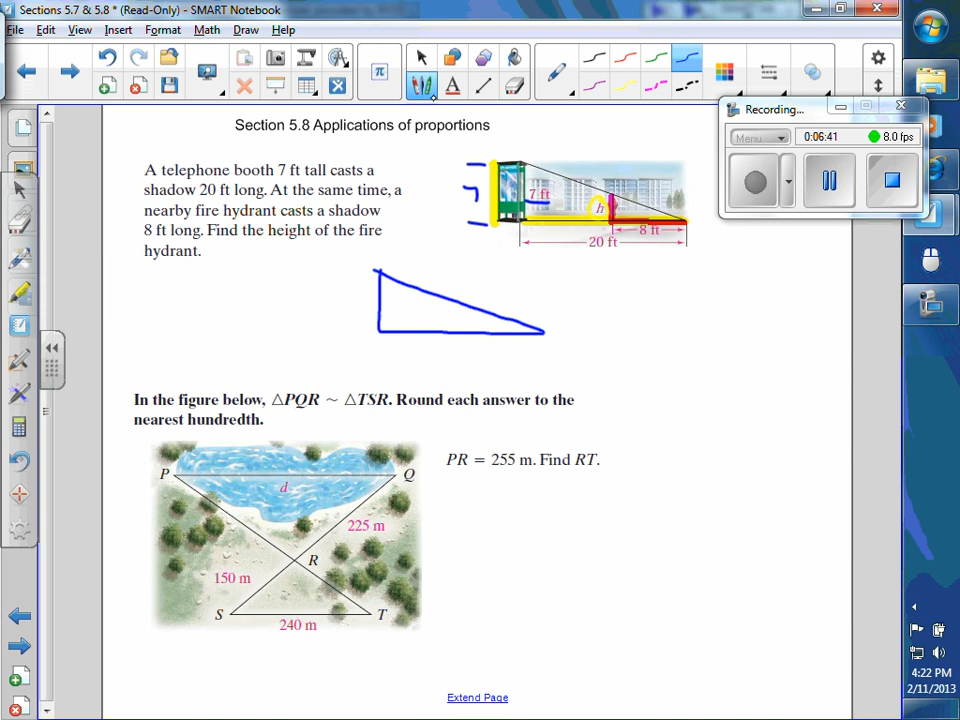 Sections 5.7 & 5.8 * (Read-Only) - SMART Notebook
File Edit View Insert Format Math Draw Help
Recording...
Menu 0:06:41 8.0 fps
Section 5.8 Applications of proportions
A telephone booth 7 ft tall casts a
shadow 20 ft long. At the same time, a
nearby fire hydrant casts a shadow
8 ft long. Find the height of the fire
hydrant.
7
7 ft
h
8 ft
20 ft
In the figure below, △PQR ~ △TSR. Round each answer to the
nearest hundredth.
PR = 255 m. Find RT.
P
Q
d
225 m
R
150 m
S
T
240 m
Extend Page
4:22 PM
2/11/2013